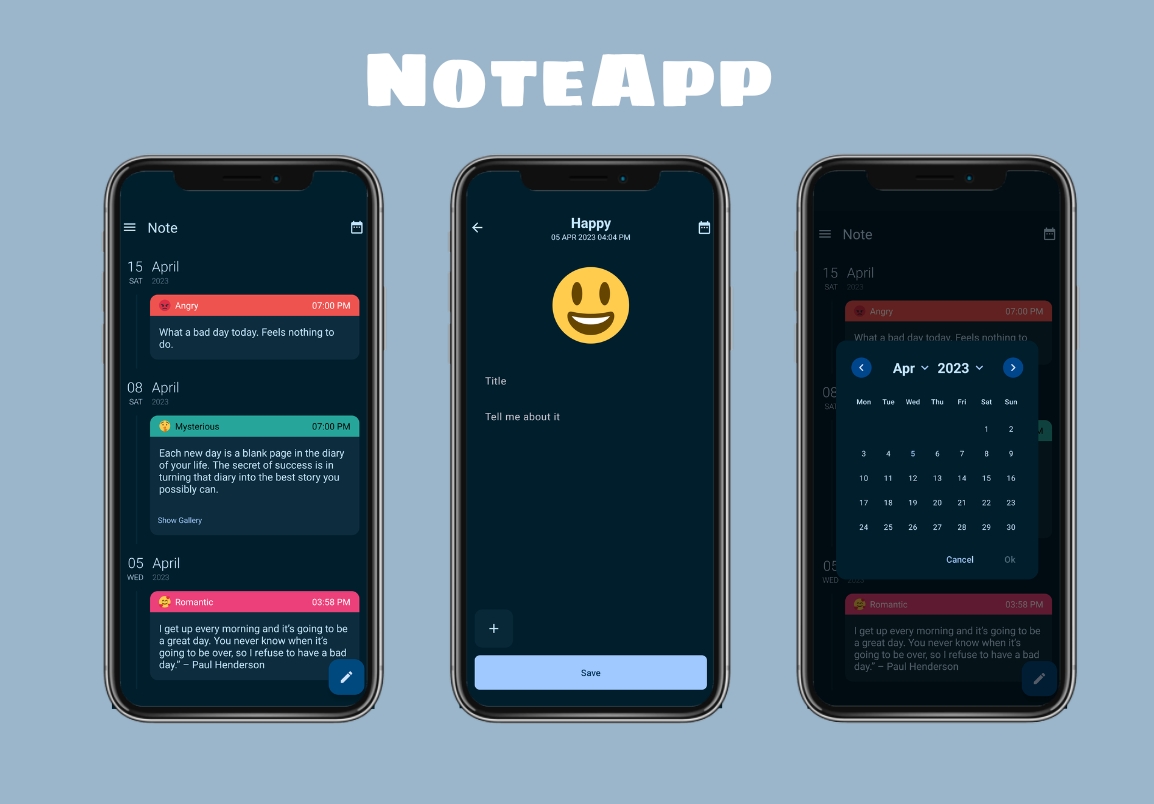 NoteApp
Note
15 April
SAT 2023
Angry 07:00 PM
What a bad day today. Feels nothing to
do.
08 April
SAT 2023
Mysterious 07:00 PM
Each new day is a blank page in the diary
of your life. The secret of success is in
turning that diary into the best story you
possibly can.
Show Gallery
05 April
WED 2023
Romantic 03:58 PM
I get up every morning and it's going to be
a great day. You never know when it's
going to be over, so I refuse to have a bad
day.” – Paul Henderson
Happy
05 APR 2023 04:04 PM
Title
Tell me about it
+
Save
Note
15 April
SAT 2023
Angry 07:00 PM
What a bad day today. Feels nothing to
Apr 2023
Mon Tue Wed Thu Fri Sat Sun
1 2
3 4 5 6 7 8 9
10 11 12 13 14 15 16
17 18 19 20 21 22 23
24 25 26 27 28 29 30
Cancel Ok
08
05
WED 2023
Romantic 03:58 PM
I get up every morning and it's going to be
a great day. You never know when it's
going to be over, so I refuse to have a bad
day.” – Paul Henderson